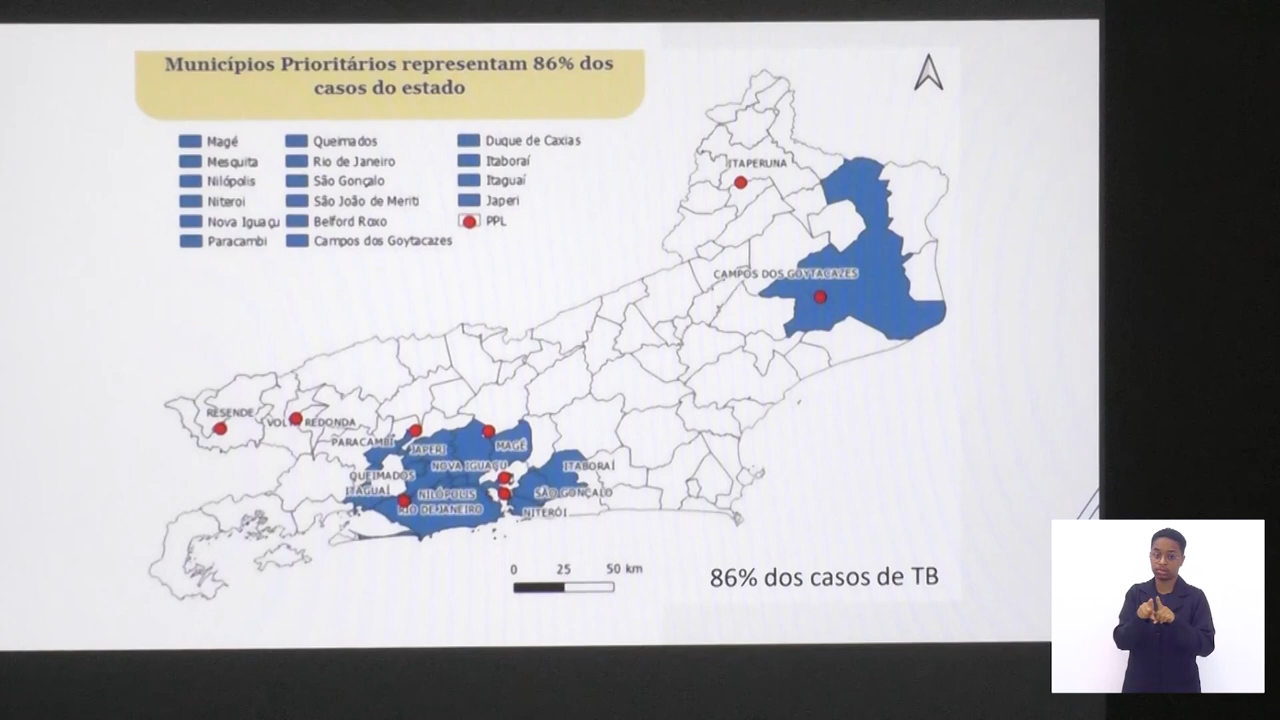 Municípios Prioritários representam 86% dos
casos do estado
Magé
Mesquita
Nilópolis
Niteroi
Nova Iguaçu
Paracambi
Queimados
Rio de Janeiro
São Gonçalo
São João de Meriti
Belford Roxo
Campos dos Goytacazes
Duque de Caxias
Itaboraí
Itaguaí
Japeri
PPL
ITAPERUNA
CAMPOS DOS GOYTACAZES
RESENDE
VOLTA REDONDA
PARACAMBI
JAPERI
MAGÉ
NOVA IGUAÇU
ITABORAÍ
QUEIMADOS
ITAGUAÍ
NILÓPOLIS
SÃO GONÇALO
RIO DE JANEIRO
NITERÓI
0 25 50 km
86% dos casos de TB